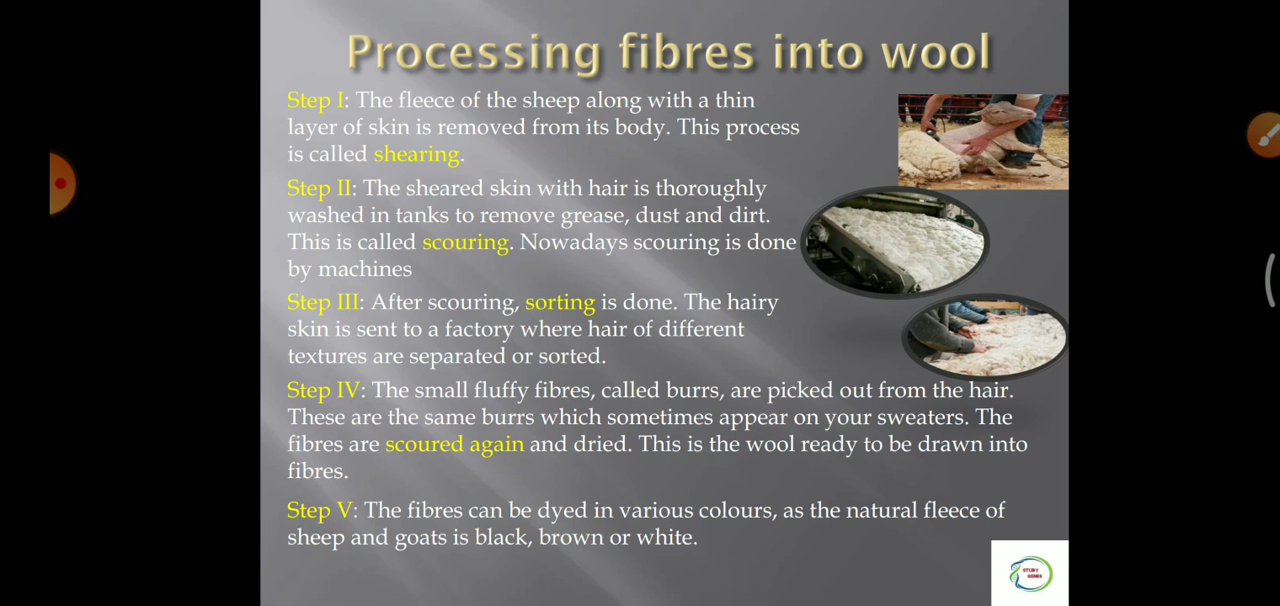 Processing fibres into wool
Step I: The fleece of the sheep along with a thin
layer of skin is removed from its body. This process
is called shearing.
Step II: The sheared skin with hair is thoroughly
washed in tanks to remove grease, dust and dirt.
This is called scouring. Nowadays scouring is done
by machines
Step III: After scouring, sorting is done. The hairy
skin is sent to a factory where hair of different
textures are separated or sorted.
Step IV: The small fluffy fibres, called burrs, are picked out from the hair.
These are the same burrs which sometimes appear on your sweaters. The
fibres are scoured again and dried. This is the wool ready to be drawn into
fibres.
Step V: The fibres can be dyed in various colours, as the natural fleece of
sheep and goats is black, brown or white.
STUDY
GENES